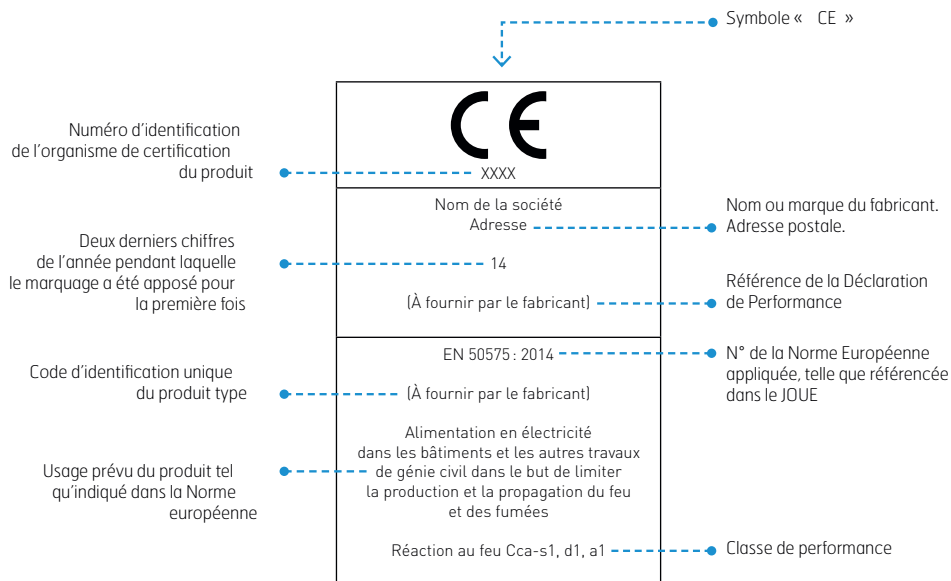 Symbole « CE »
CE
Numéro d'identification
de l'organisme de certification
du produit
XXXX
Nom de la société
Adresse
Nom ou marque du fabricant.
Adresse postale.
Deux derniers chiffres
de l'année pendant laquelle
le marquage a été apposé pour
la première fois
14
(À fournir par le fabricant)
Référence de la Déclaration
de Performance
EN 50575 : 2014
N° de la Norme Européenne
appliquée, telle que référencée
dans le JOUE
Code d'identification unique
du produit type
(À fournir par le fabricant)
Usage prévu du produit tel
qu'indiqué dans la Norme
européenne
Alimentation en électricité
dans les bâtiments et les autres travaux
de génie civil dans le but de limiter
la production et la propagation du feu
et des fumées
Réaction au feu Cca-s1, d1, a1
Classe de performance